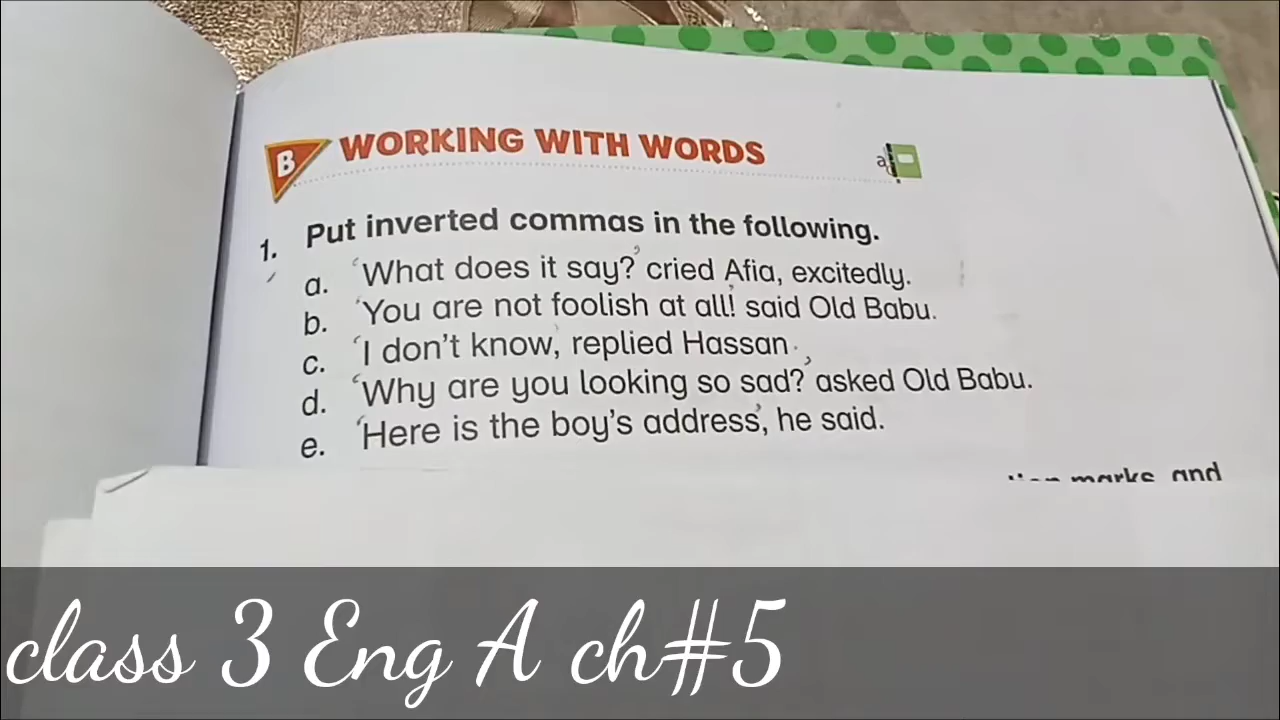 B WORKING WITH WORDS
1. Put inverted commas in the following.
a. 'What does it say?' cried Afia, excitedly.
b. 'You are not foolish at all!' said Old Babu.
c. 'I don't know', replied Hassan.
d. 'Why are you looking so sad?' asked Old Babu.
e. 'Here is the boy's address', he said.
marks, and
class 3 Eng A ch#5